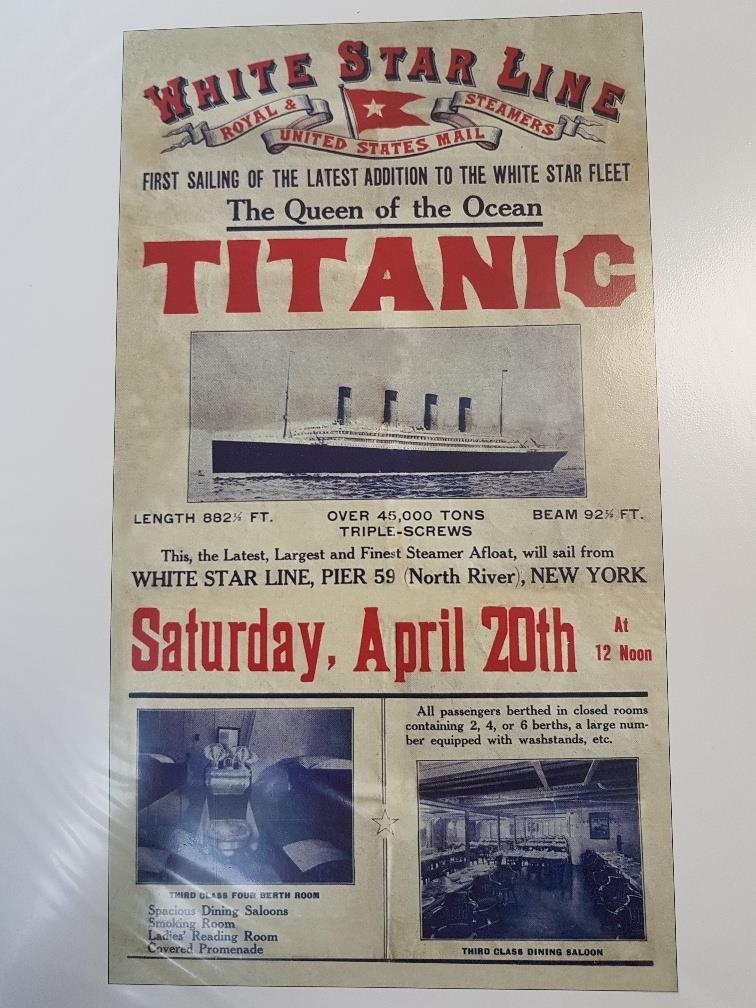 WHITE STAR LINE
ROYAL & UNITED STATES MAIL STEAMERS
FIRST SAILING OF THE LATEST ADDITION TO THE WHITE STAR FLEET
The Queen of the Ocean
TITANIC
LENGTH 882½ FT. OVER 45,000 TONS BEAM 92½ FT.
TRIPLE-SCREWS
This, the Latest, Largest and Finest Steamer Afloat, will sail from
WHITE STAR LINE, PIER 59 (North River), NEW YORK
Saturday, April 20th At 12 Noon
THIRD CLASS FOUR BERTH ROOM
Spacious Dining Saloons
Smoking Room
Ladies' Reading Room
Covered Promenade
All passengers berthed in closed rooms
containing 2, 4, or 6 berths, a large num-
ber equipped with washstands, etc.
THIRD CLASS DINING SALOON